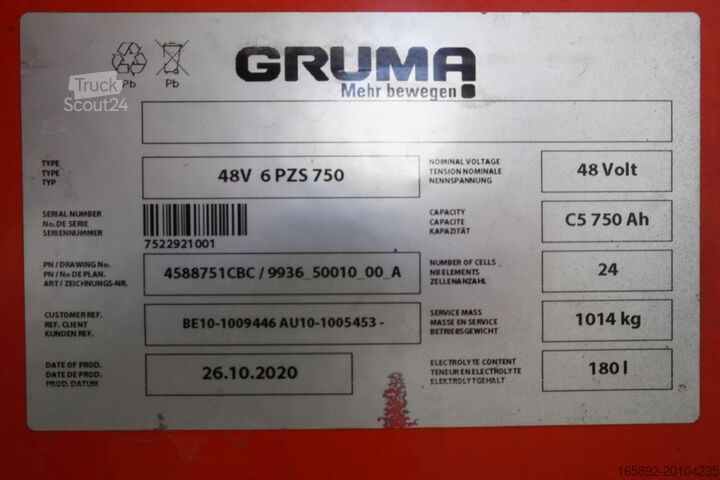 GRUMA
Mehr bewegen
Pb
Pb
Truck
Scout24
TYPE
TYPE
TYP
48V 6 PZS 750
NOMINAL VOLTAGE
TENSION NOMINALE
NENNSPANNUNG
48 Volt
SERIAL NUMBER
No. DE SERIE
SERIENNUMMER
7522921001
CAPACITY
CAPACITE
KAPAZITÄT
C5 750 Ah
PN / DRAWING No.
PN / No DE PLAN.
ART / ZEICHNUNGS-NR.
4588751CBC / 9936_50010_00_A
NUMBER OF CELLS
NB ELEMENTS
ZELLENANZAHL
24
CUSTOMER REF.
REF. CLIENT
KUNDEN REF.
BE10-1009446 AU10-1005453 -
SERVICE MASS
MASSE EN SERVICE
BETRIEBSGEWICHT
1014 kg
DATE OF PROD.
DATE DE PROD.
PROD. DATUM
26.10.2020
ELECTROLYTE CONTENT
TENEUR EN ELECTROLYTE
ELEKTROLYTGEHALT
180 l
165892-20104235